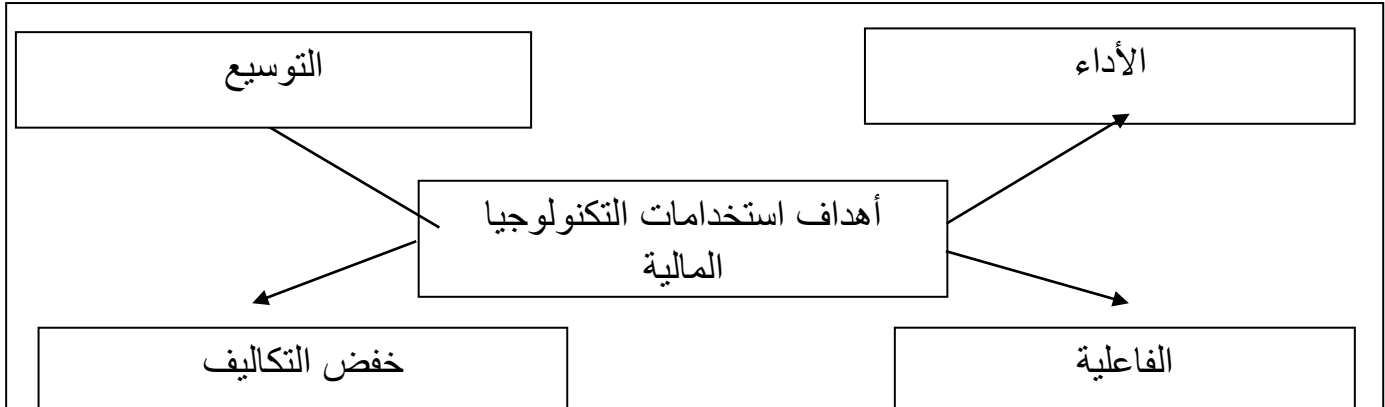 الأداء
التوسيع
أهداف استخدامات التكنولوجيا
المالية
الفاعلية
خفض التكاليف